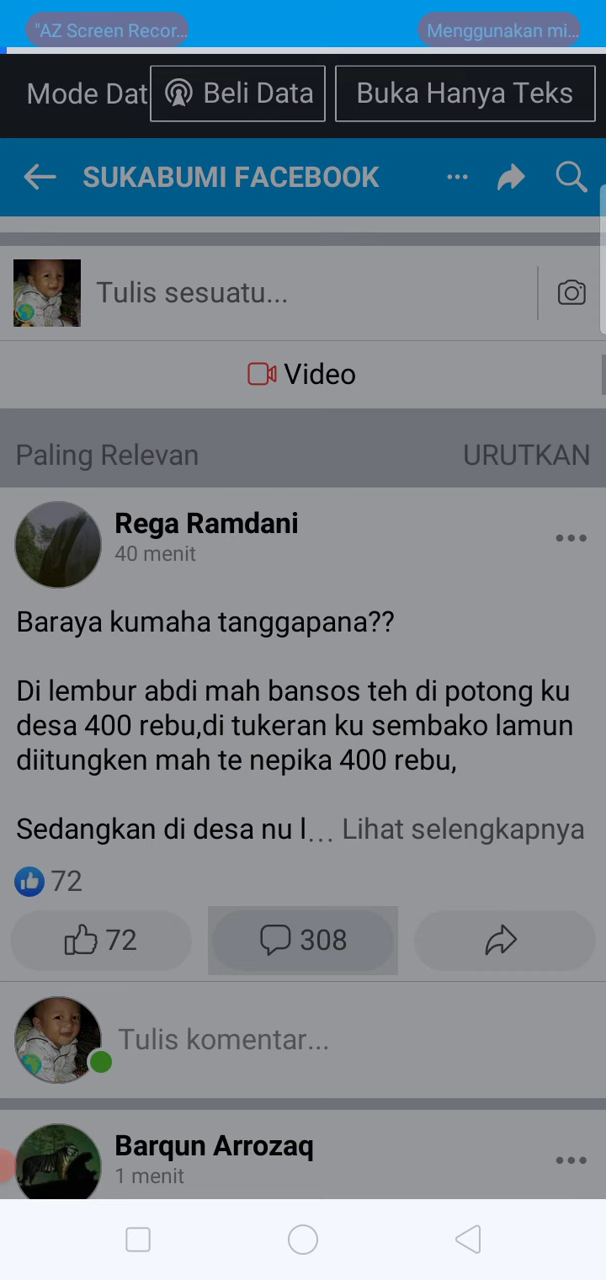 "AZ Screen Recor...
Menggunakan mi...
Mode Dat
Beli Data
Buka Hanya Teks
SUKABUMI FACEBOOK
Tulis sesuatu...
Video
Paling Relevan
URUTKAN
Rega Ramdani
40 menit
Baraya kumaha tanggapana??
Di lembur abdi mah bansos teh di potong ku
desa 400 rebu,di tukeran ku sembako lamun
diitungken mah te nepika 400 rebu,
Sedangkan di desa nu l... Lihat selengkapnya
72
72
308
Tulis komentar...
Barqun Arrozaq
1 menit